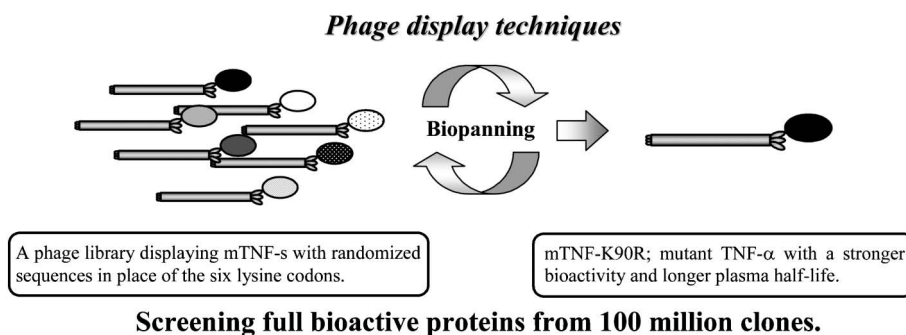 Phage display techniques
Biopanning
A phage library displaying mTNF-s with randomized
sequences in place of the six lysine codons.
mTNF-K90R; mutant TNF-α with a stronger
bioactivity and longer plasma half-life.
Screening full bioactive proteins from 100 million clones.